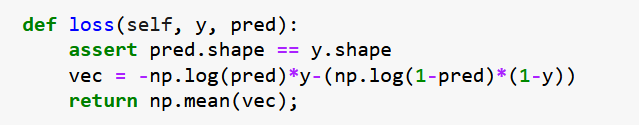 def loss(self, y, pred):
    assert pred.shape == y.shape
    vec = -np.log(pred)*y-(np.log(1-pred)*(1-y))
    return np.mean(vec);